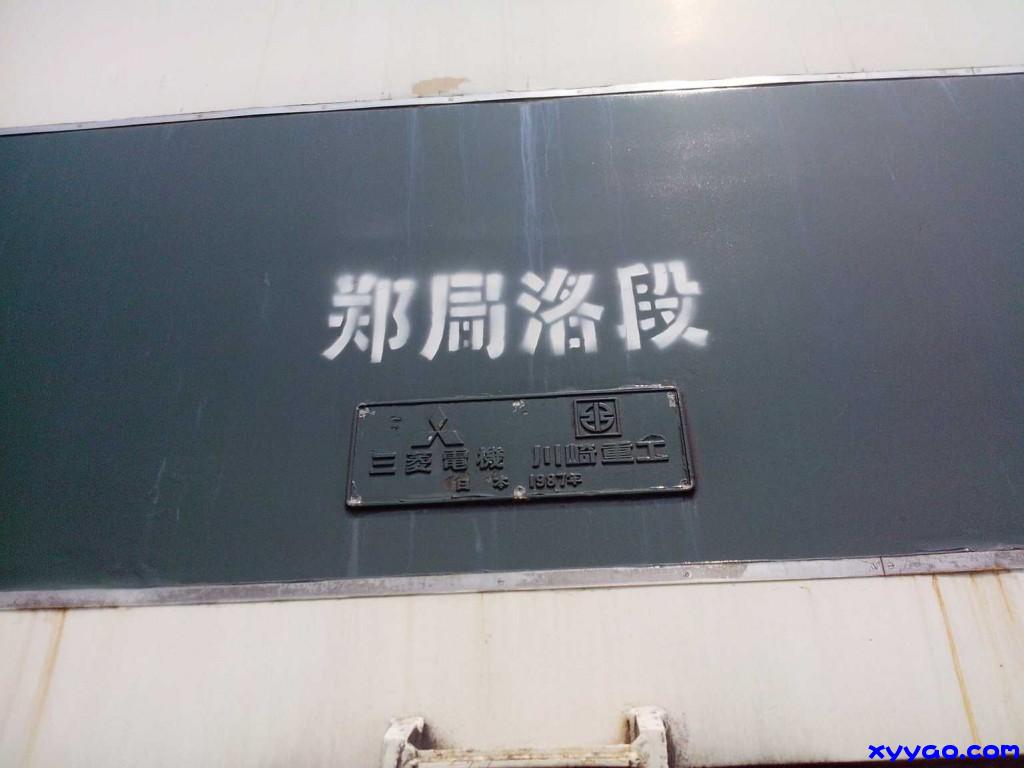 郑局洛段
三菱電機 川崎重工
日本 1987年
xyygo.com